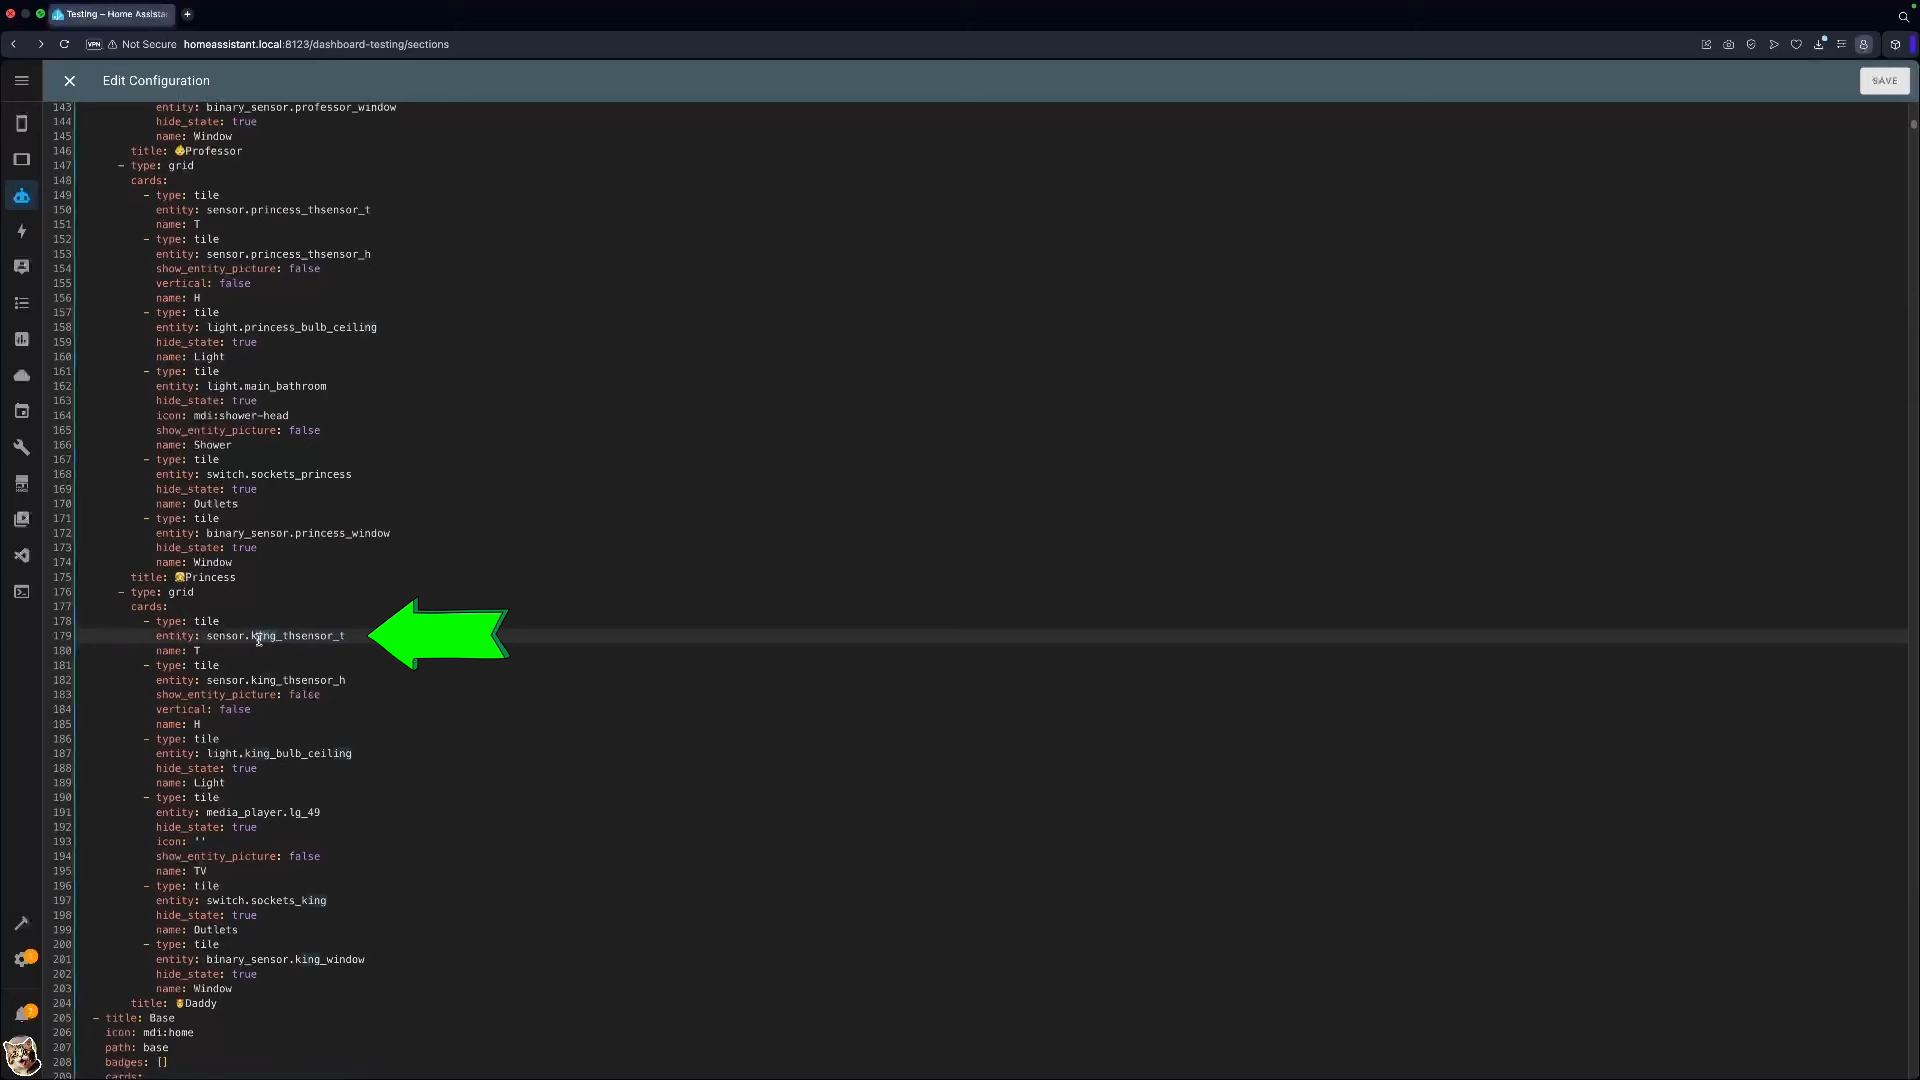 Testing – Home Assista
Not Secure homeassistant.local:8123/dashboard-testing/sections
VPN
Edit Configuration
SAVE
143 entity: binary_sensor.professor_window
144 hide_state: true
145 name: Window
146 title: 👴Professor
147 - type: grid
148 cards:
149 - type: tile
150 entity: sensor.princess_thsensor_t
151 name: T
152 - type: tile
153 entity: sensor.princess_thsensor_h
154 show_entity_picture: false
155 vertical: false
156 name: H
157 - type: tile
158 entity: light.princess_bulb_ceiling
159 hide_state: true
160 name: Light
161 - type: tile
162 entity: light.main_bathroom
163 hide_state: true
164 icon: mdi:shower-head
165 show_entity_picture: false
166 name: Shower
167 - type: tile
168 entity: switch.sockets_princess
169 hide_state: true
170 name: Outlets
171 - type: tile
172 entity: binary_sensor.princess_window
173 hide_state: true
174 name: Window
175 title: 👸Princess
176 - type: grid
177 cards:
178 - type: tile
179 entity: sensor.king_thsensor_t
180 name: T
181 - type: tile
182 entity: sensor.king_thsensor_h
183 show_entity_picture: false
184 vertical: false
185 name: H
186 - type: tile
187 entity: light.king_bulb_ceiling
188 hide_state: true
189 name: Light
190 - type: tile
191 entity: media_player.lg_49
192 hide_state: true
193 icon: ''
194 show_entity_picture: false
195 name: TV
196 - type: tile
197 entity: switch.sockets_king
198 hide_state: true
199 name: Outlets
200 - type: tile
201 entity: binary_sensor.king_window
202 hide_state: true
203 name: Window
204 title: 🤴Daddy
205 - title: Base
206 icon: mdi:home
207 path: base
208 badges: []
209 cards: